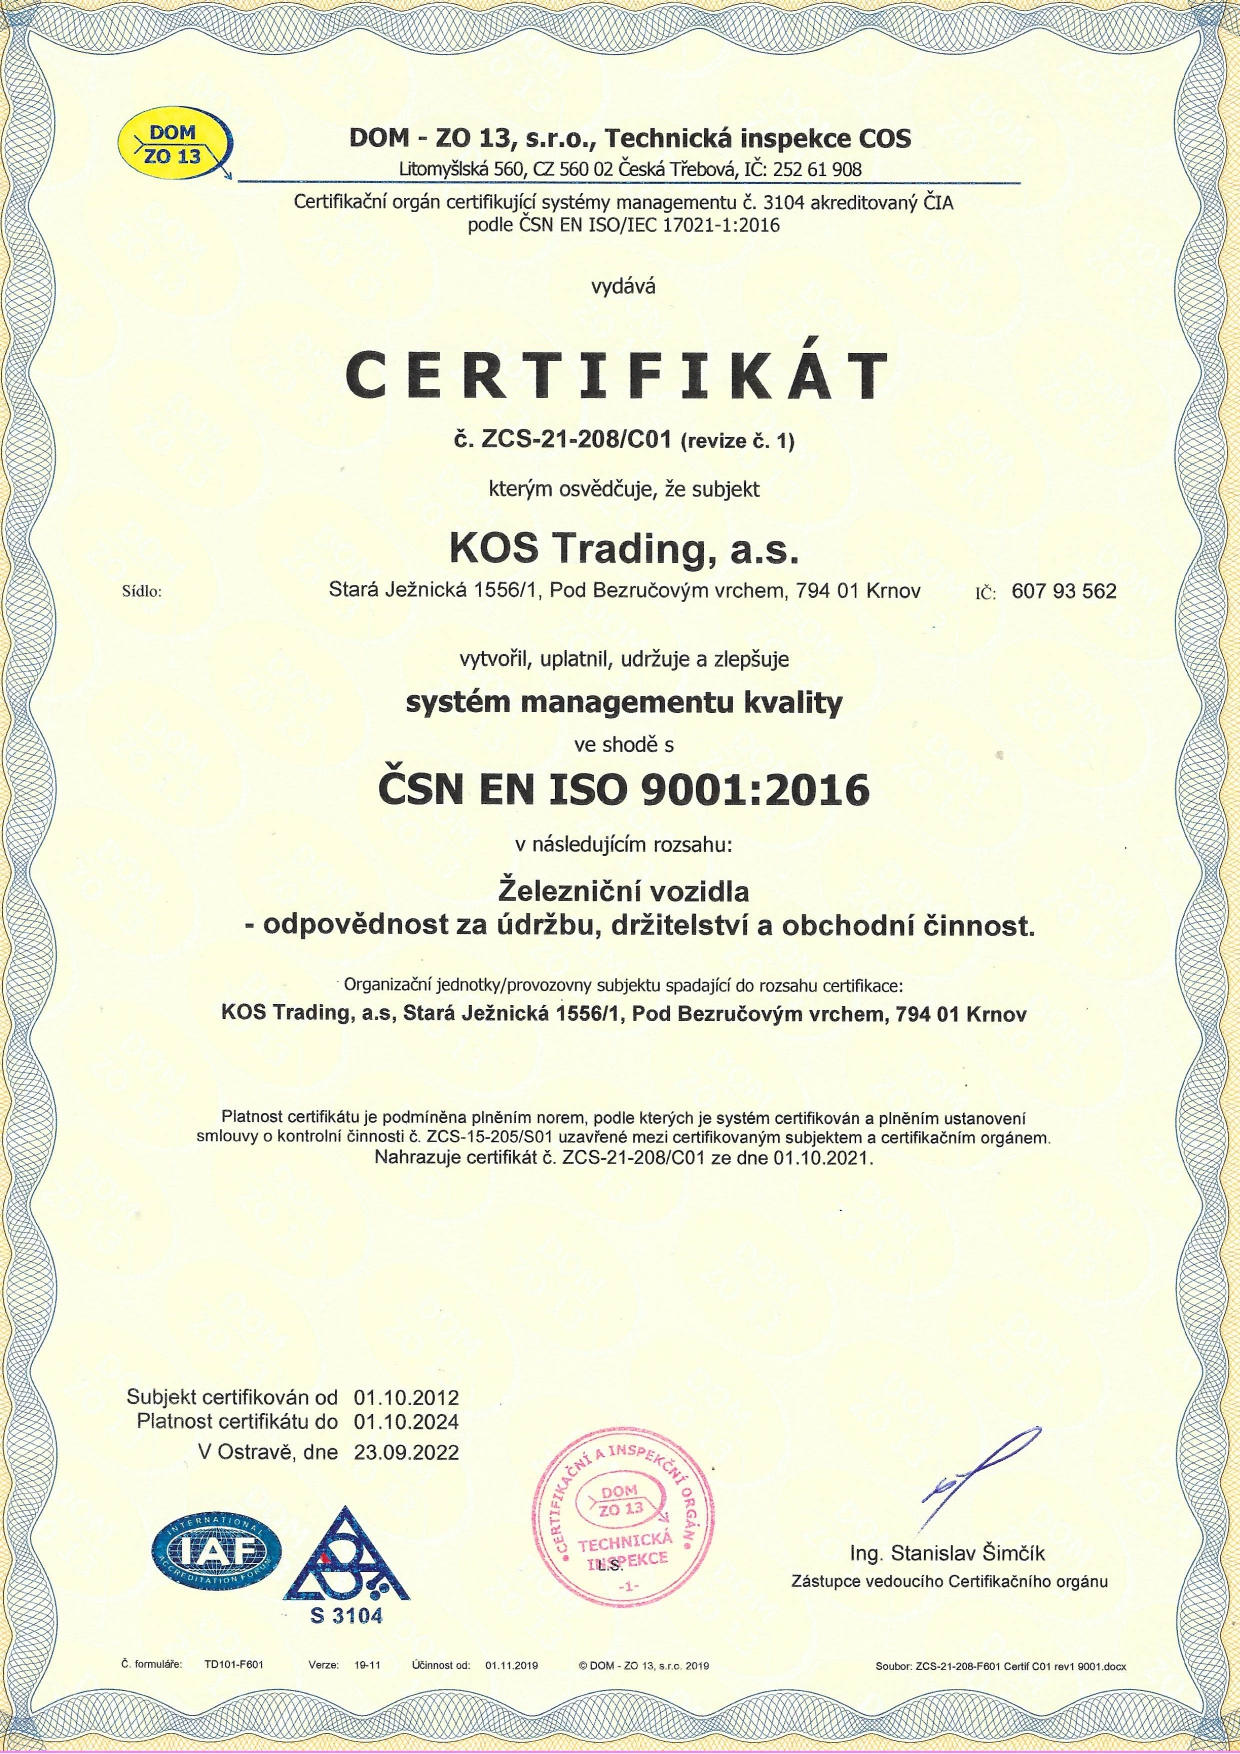 DOM
ZO 13
DOM - ZO 13, s.r.o., Technická inspekce COS
Litomyšlská 560, CZ 560 02 Česká Třebová, IČ: 252 61 908
Certifikační orgán certifikující systémy managementu č. 3104 akreditovaný ČIA
podle ČSN EN ISO/IEC 17021-1:2016
vydává
CERTIFIKÁT
č. ZCS-21-208/C01 (revize č. 1)
kterým osvědčuje, že subjekt
KOS Trading, a.s.
Sídlo: Stará Ježnická 1556/1, Pod Bezručovým vrchem, 794 01 Krnov IČ: 607 93 562
vytvořil, uplatnil, udržuje a zlepšuje
systém managementu kvality
ve shodě s
ČSN EN ISO 9001:2016
v následujícím rozsahu:
Železniční vozidla
- odpovědnost za údržbu, držitelství a obchodní činnost.
Organizační jednotky/provozovny subjektu spadající do rozsahu certifikace:
KOS Trading, a.s, Stará Ježnická 1556/1, Pod Bezručovým vrchem, 794 01 Krnov
Platnost certifikátu je podmíněna plněním norem, podle kterých je systém certifikován a plněním ustanovení
smlouvy o kontrolní činnosti č. ZCS-15-205/S01 uzavřené mezi certifikovaným subjektem a certifikačním orgánem.
Nahrazuje certifikát č. ZCS-21-208/C01 ze dne 01.10.2021.
Subjekt certifikován od 01.10.2012
Platnost certifikátu do 01.10.2024
V Ostravě, dne 23.09.2022
INTERNATIONAL
IAF
ACCREDITATION FORUM
S 3104
CERTIFIKAČNÍ A INSPEKČNÍ ORGÁN
DOM
ZO 13
TECHNICKÁ
INSPEKCE
L.S.
-1-
Ing. Stanislav Šimčík
Zástupce vedoucího Certifikačního orgánu
Č. formuláře: TD101-F601 Verze: 19-11 Účinnost od: 01.11.2019 © DOM - ZO 13, s.r.o. 2019 Soubor: ZCS-21-208-F601 Certif C01 rev1 9001.docx